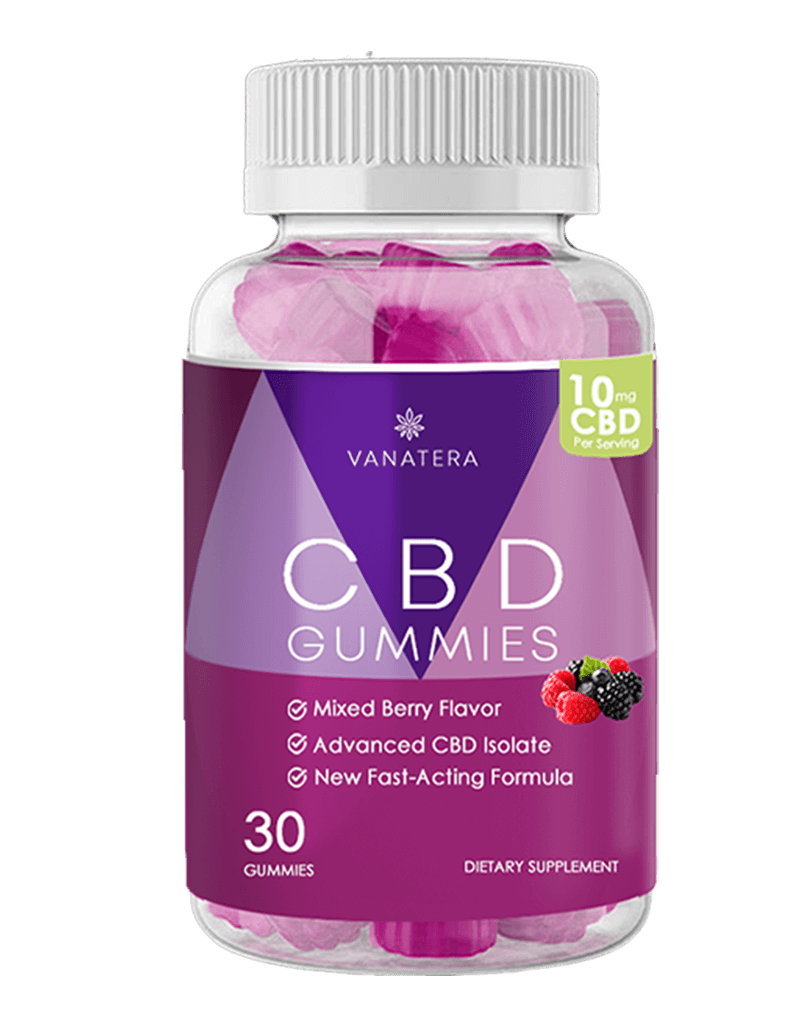 10mg
CBD
Per Serving
VANATERA
CBD
GUMMIES
Mixed Berry Flavor
Advanced CBD Isolate
New Fast-Acting Formula
30
GUMMIES
DIETARY SUPPLEMENT